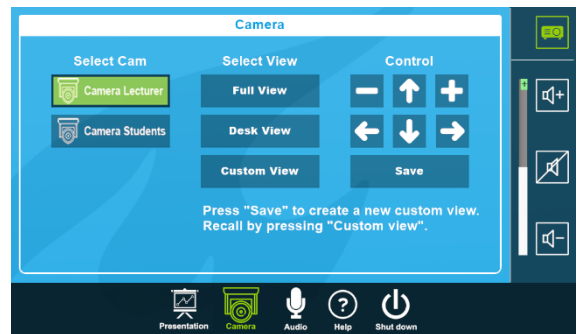 Camera
Select Cam
Select View
Control
Camera Lecturer
Full View
Camera Students
Desk View
Custom View
Save
Press "Save" to create a new custom view.
Recall by pressing "Custom view".
Presentation
Camera
Audio
Help
Shut down